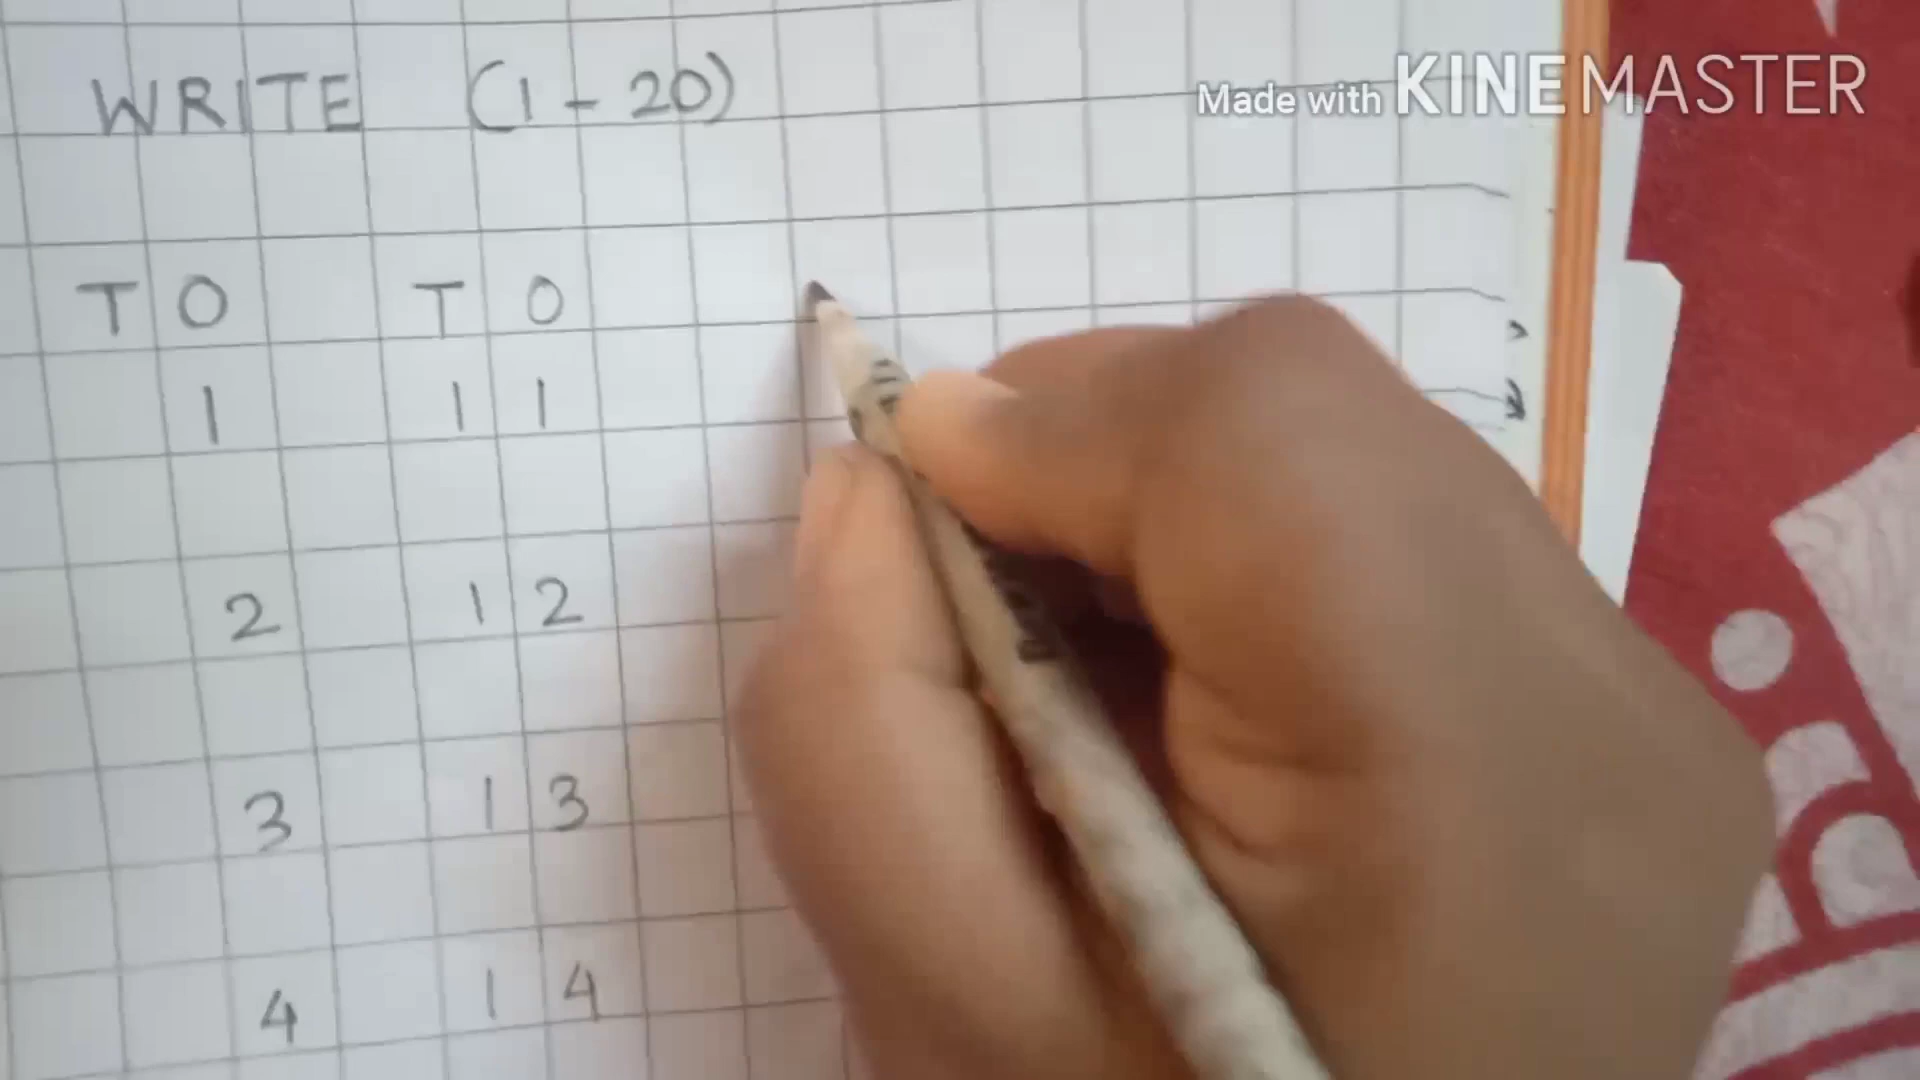 WRITE (1-20)
Made with KINEMASTER
T O T O
1 1 1
2 1 2
3 1 3
4 1 4